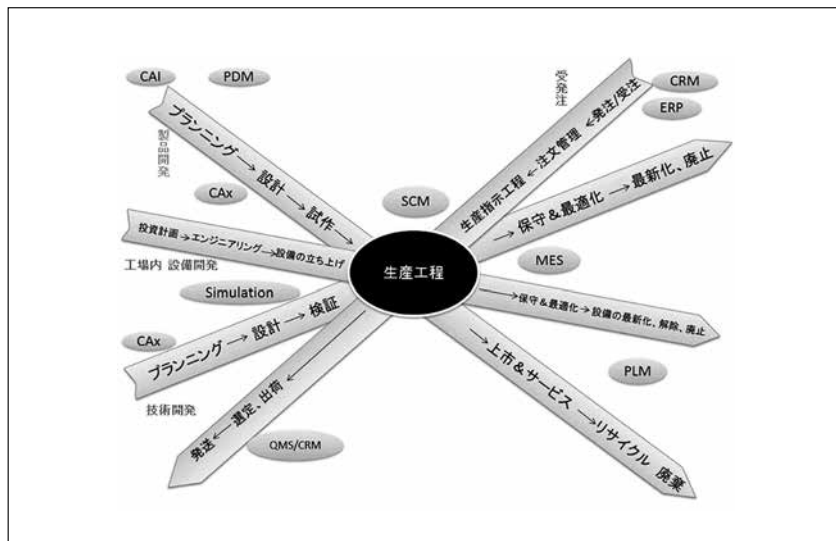 CAI
PDM
プランニング→設計→試作→
製品開発
CAx
投資計画→エンジニアリング→設備の立ち上げ
工場内 設備開発
Simulation
CAx
プランニング→設計→検証
技術開発
受発注
CRM
ERP
生産指示工程←注文管理←発注/受注
SCM
→保守&最適化→最新化、廃止
生産工程
MES
→保守&最適化→設備の最新化、解除、廃止
PLM
→上市&サービス→リサイクル 廃棄
発送←選定、出荷←
QMS/CRM